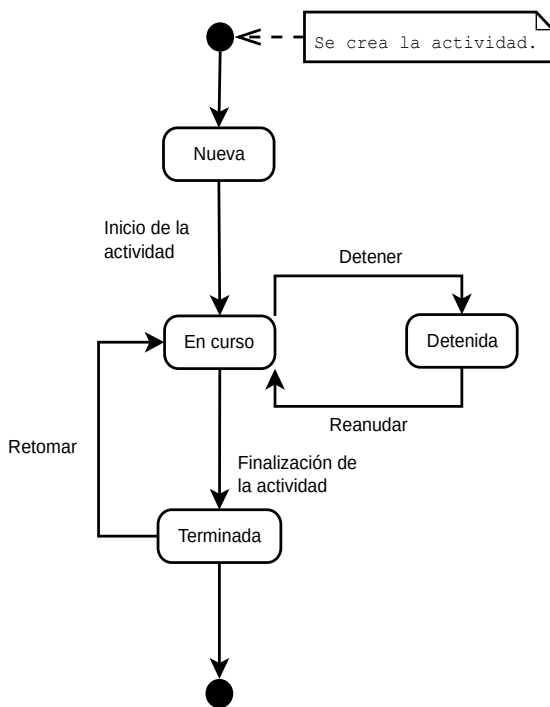 Se crea la actividad.
Nueva
Inicio de la
actividad
Detener
En curso
Detenida
Reanudar
Retomar
Finalización de
la actividad
Terminada